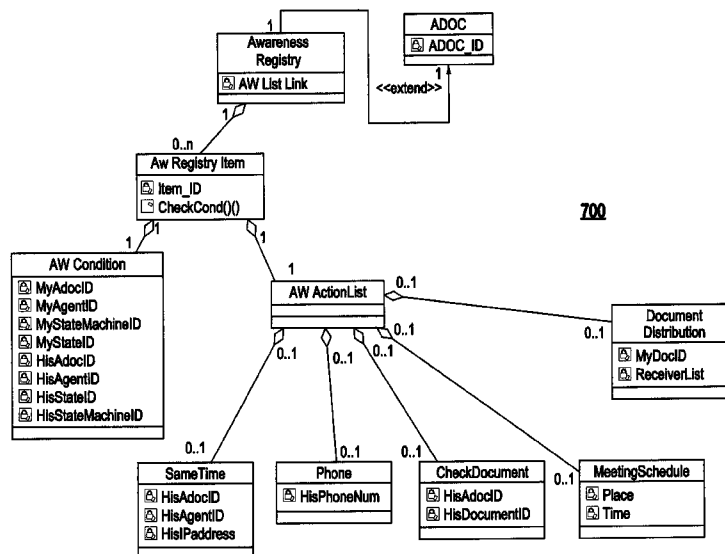 ADOC
ADOC_ID
1
1
Awareness
Registry
AW List Link
<<extend>>
1
0..n
Aw Registry Item
Item_ID
CheckCond()()
700
1
1
1
1
AW Condition
MyAdocID
MyAgentID
MyStateMachineID
MyStateID
HisAdocID
HisAgentID
HisStateID
HisStateMachineID
AW ActionList
0..1
0..1
Document
Distribution
MyDocID
ReceiverList
0..1
0..1
0..1
0..1
0..1
0..1
0..1
0..1
SameTime
HisAdocID
HisAgentID
HisIPaddress
Phone
HisPhoneNum
CheckDocument
HisAdocID
HisDocumentID
MeetingSchedule
Place
Time